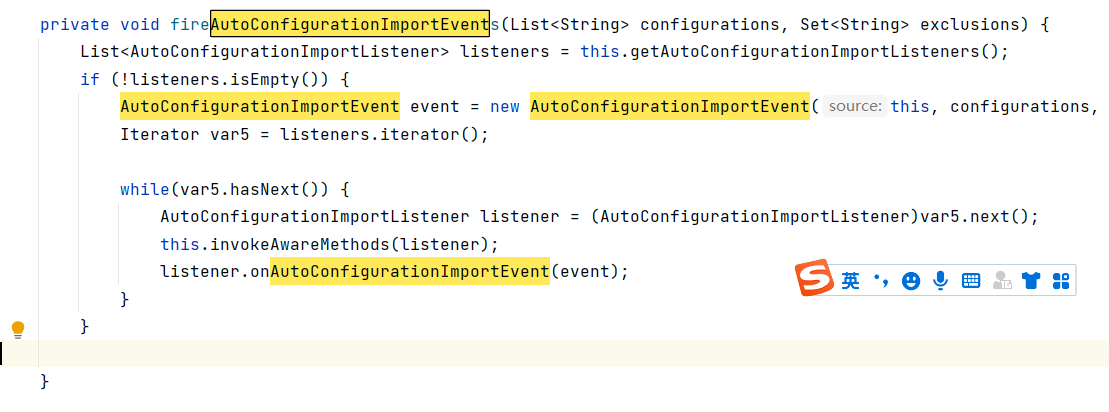 private void fireAutoConfigurationImportEvents(List<String> configurations, Set<String> exclusions) {
List<AutoConfigurationImportListener> listeners = this.getAutoConfigurationImportListeners();
if (!listeners.isEmpty()) {
AutoConfigurationImportEvent event = new AutoConfigurationImportEvent( source: this, configurations,
Iterator var5 = listeners.iterator();
while(var5.hasNext()) {
AutoConfigurationImportListener listener = (AutoConfigurationImportListener)var5.next();
this.invokeAwareMethods(listener);
listener.onAutoConfigurationImportEvent(event);
S 英 •,
}
}
}